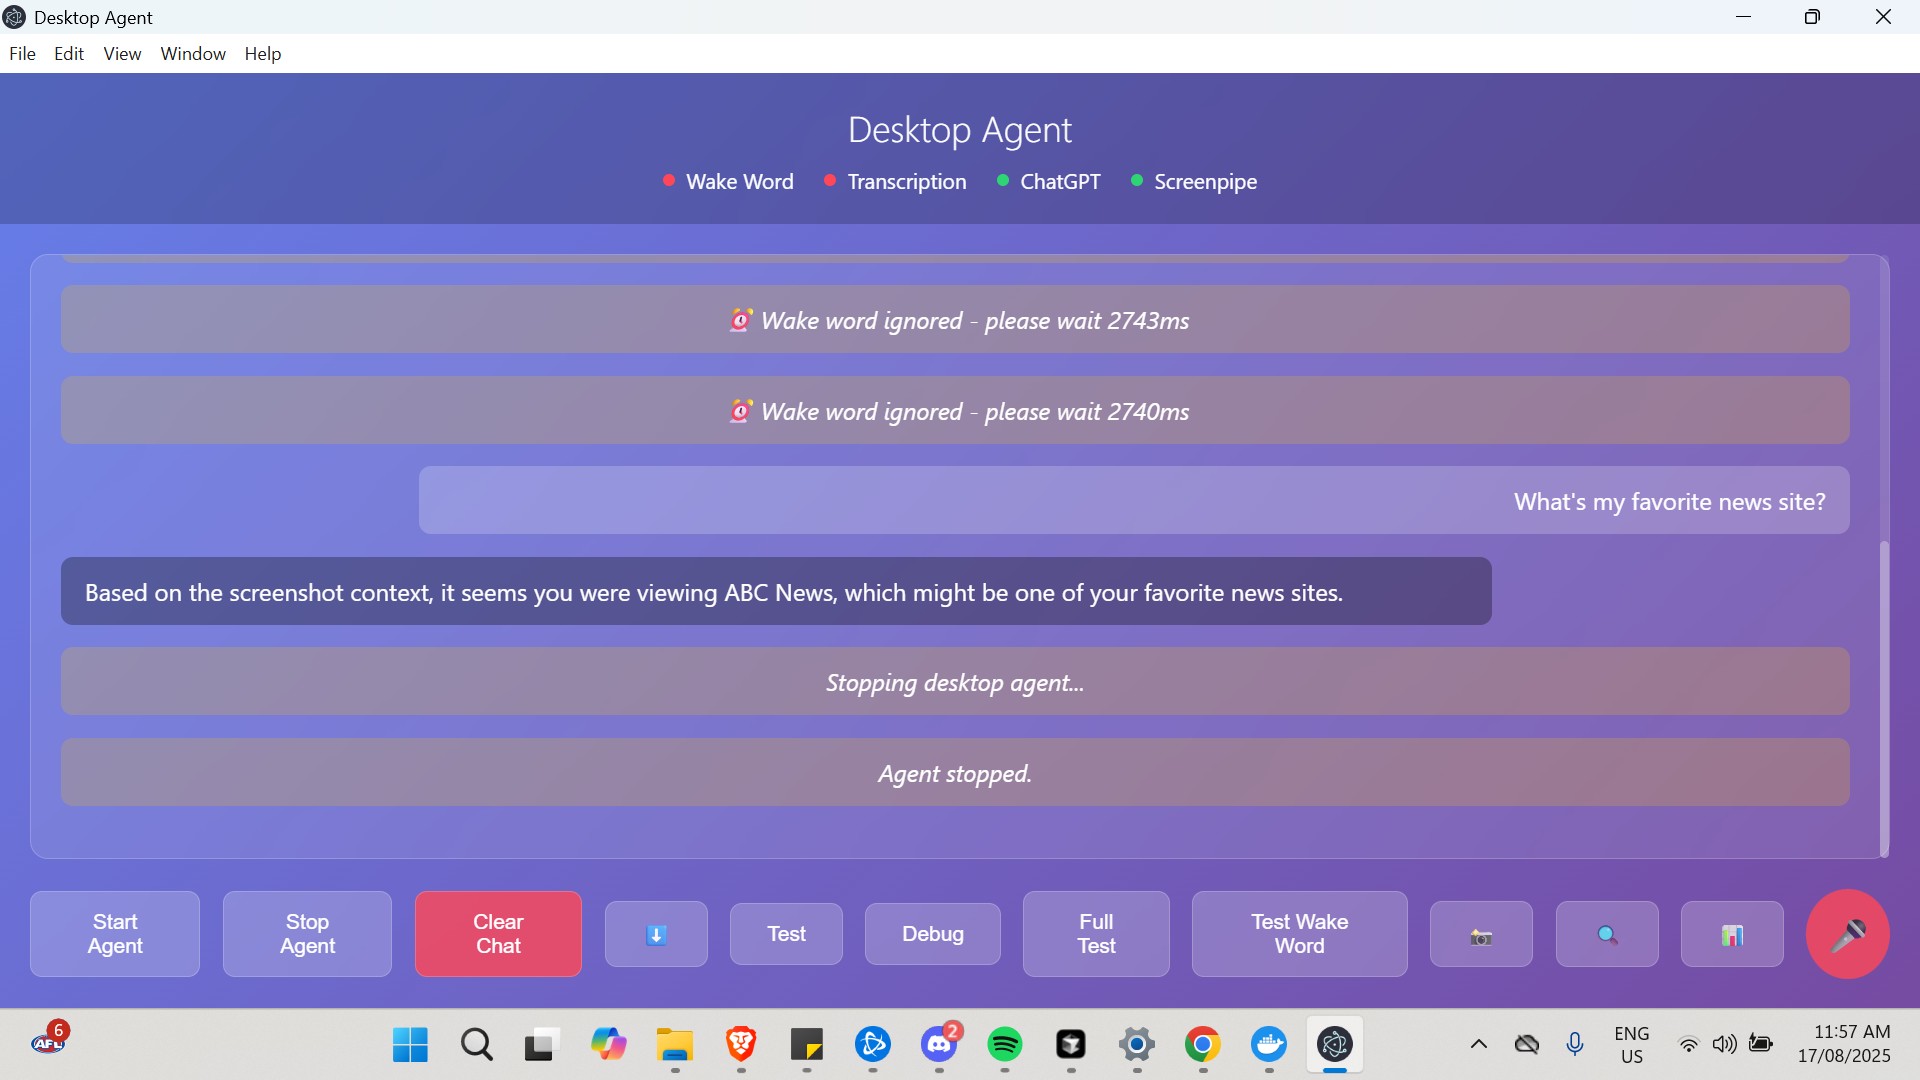 Desktop Agent
File Edit View Window Help
Desktop Agent
Wake Word Transcription ChatGPT Screenpipe
Wake word ignored - please wait 2743ms
Wake word ignored - please wait 2740ms
What's my favorite news site?
Based on the screenshot context, it seems you were viewing ABC News, which might be one of your favorite news sites.
Stopping desktop agent...
Agent stopped.
Start
Agent
Stop
Agent
Clear
Chat
Test
Debug
Full
Test
Test Wake
Word
6
AFL
2
ENG
US
11:57 AM
17/08/2025